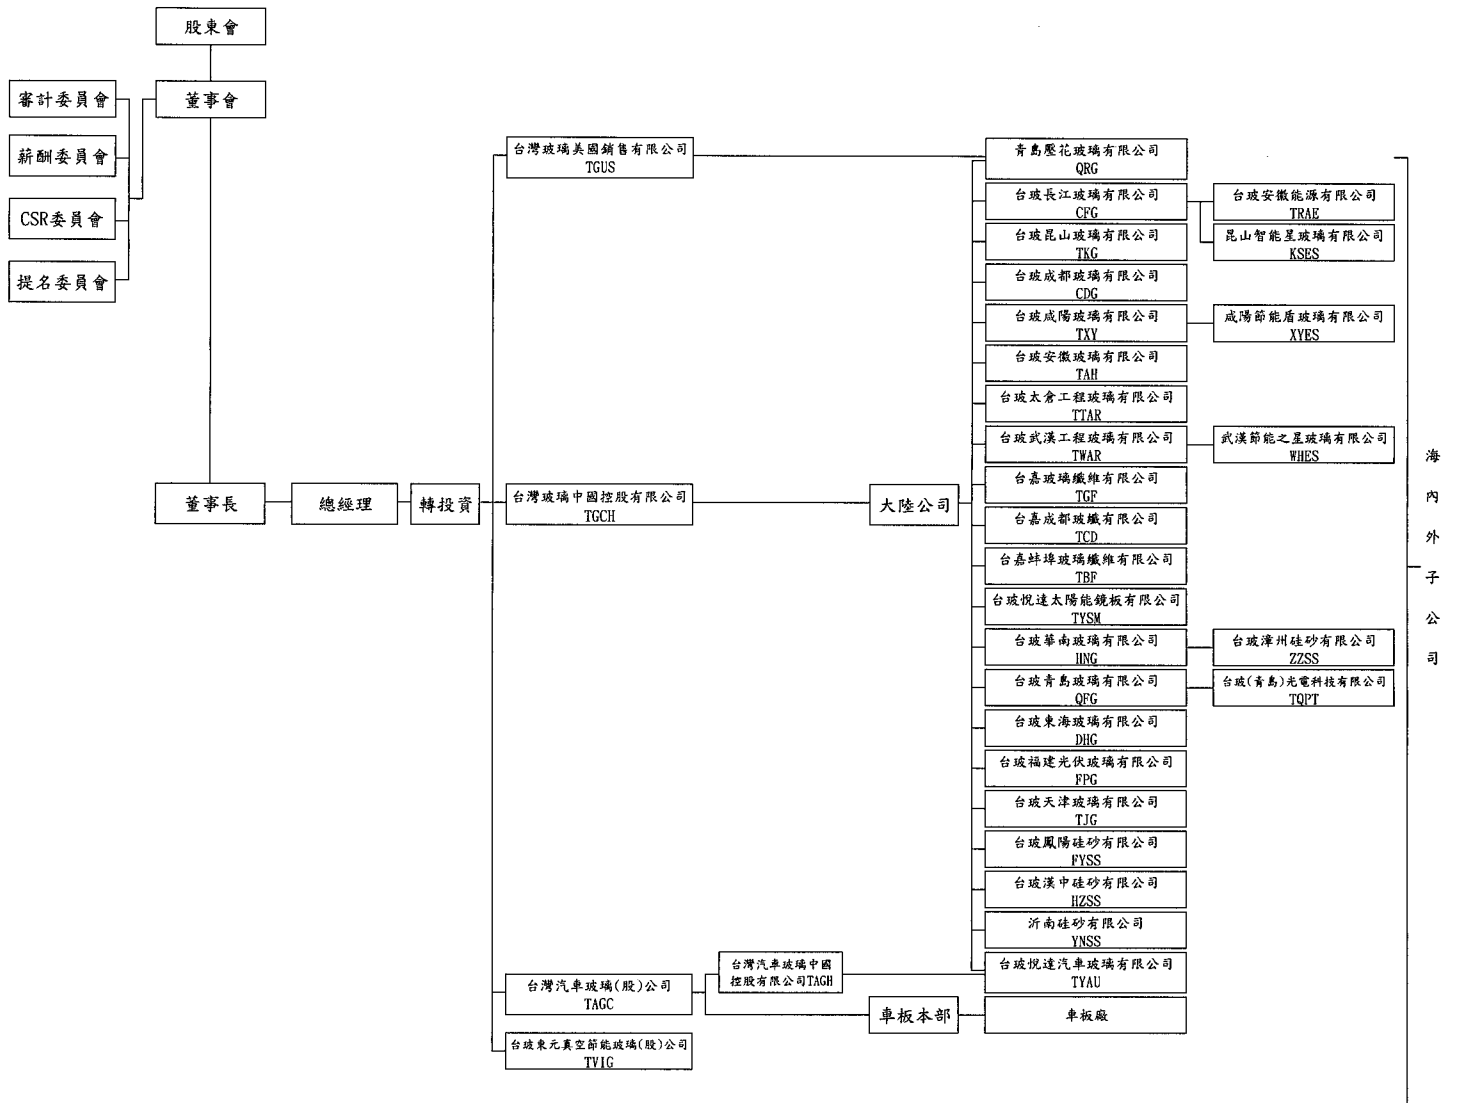 股東會
董事會
審計委員會
薪酬委員會
CSR委員會
提名委員會
董事長
總經理
轉投資
台灣玻璃美國銷售有限公司
TGUS
台灣玻璃中國控股有限公司
TGCH
台灣汽車玻璃(股)公司
TAGC
台玻東元真空節能玻璃(股)公司
TVIG
台灣汽車玻璃中國
控股有限公司TAGH
大陸公司
車板本部
青島壓花玻璃有限公司
QRG
台玻長江玻璃有限公司
CFG
台玻昆山玻璃有限公司
TKG
台玻成都玻璃有限公司
CDG
台玻咸陽玻璃有限公司
TXY
台玻安徽玻璃有限公司
TAH
台玻太倉工程玻璃有限公司
TTAR
台玻武漢工程玻璃有限公司
TWAR
台嘉玻璃纖維有限公司
TGF
台嘉成都玻纖有限公司
TCD
台嘉蚌埠玻璃纖維有限公司
TBF
台玻悅達太陽能鏡板有限公司
TYSM
台玻華南玻璃有限公司
HNG
台玻青島玻璃有限公司
QFG
台玻東海玻璃有限公司
DHG
台玻福建光伏玻璃有限公司
FPG
台玻天津玻璃有限公司
TJG
台玻鳳陽硅砂有限公司
FYSS
台玻漢中硅砂有限公司
HZSS
沂南硅砂有限公司
YNSS
台玻悅達汽車玻璃有限公司
TYAU
車板廠
台玻安徽能源有限公司
TRAE
昆山智能星玻璃有限公司
KSES
咸陽節能盾玻璃有限公司
XYES
武漢節能之星玻璃有限公司
WHES
台玻漳州硅砂有限公司
ZZSS
台玻(青島)光電科技有限公司
TQPT
海內外子公司